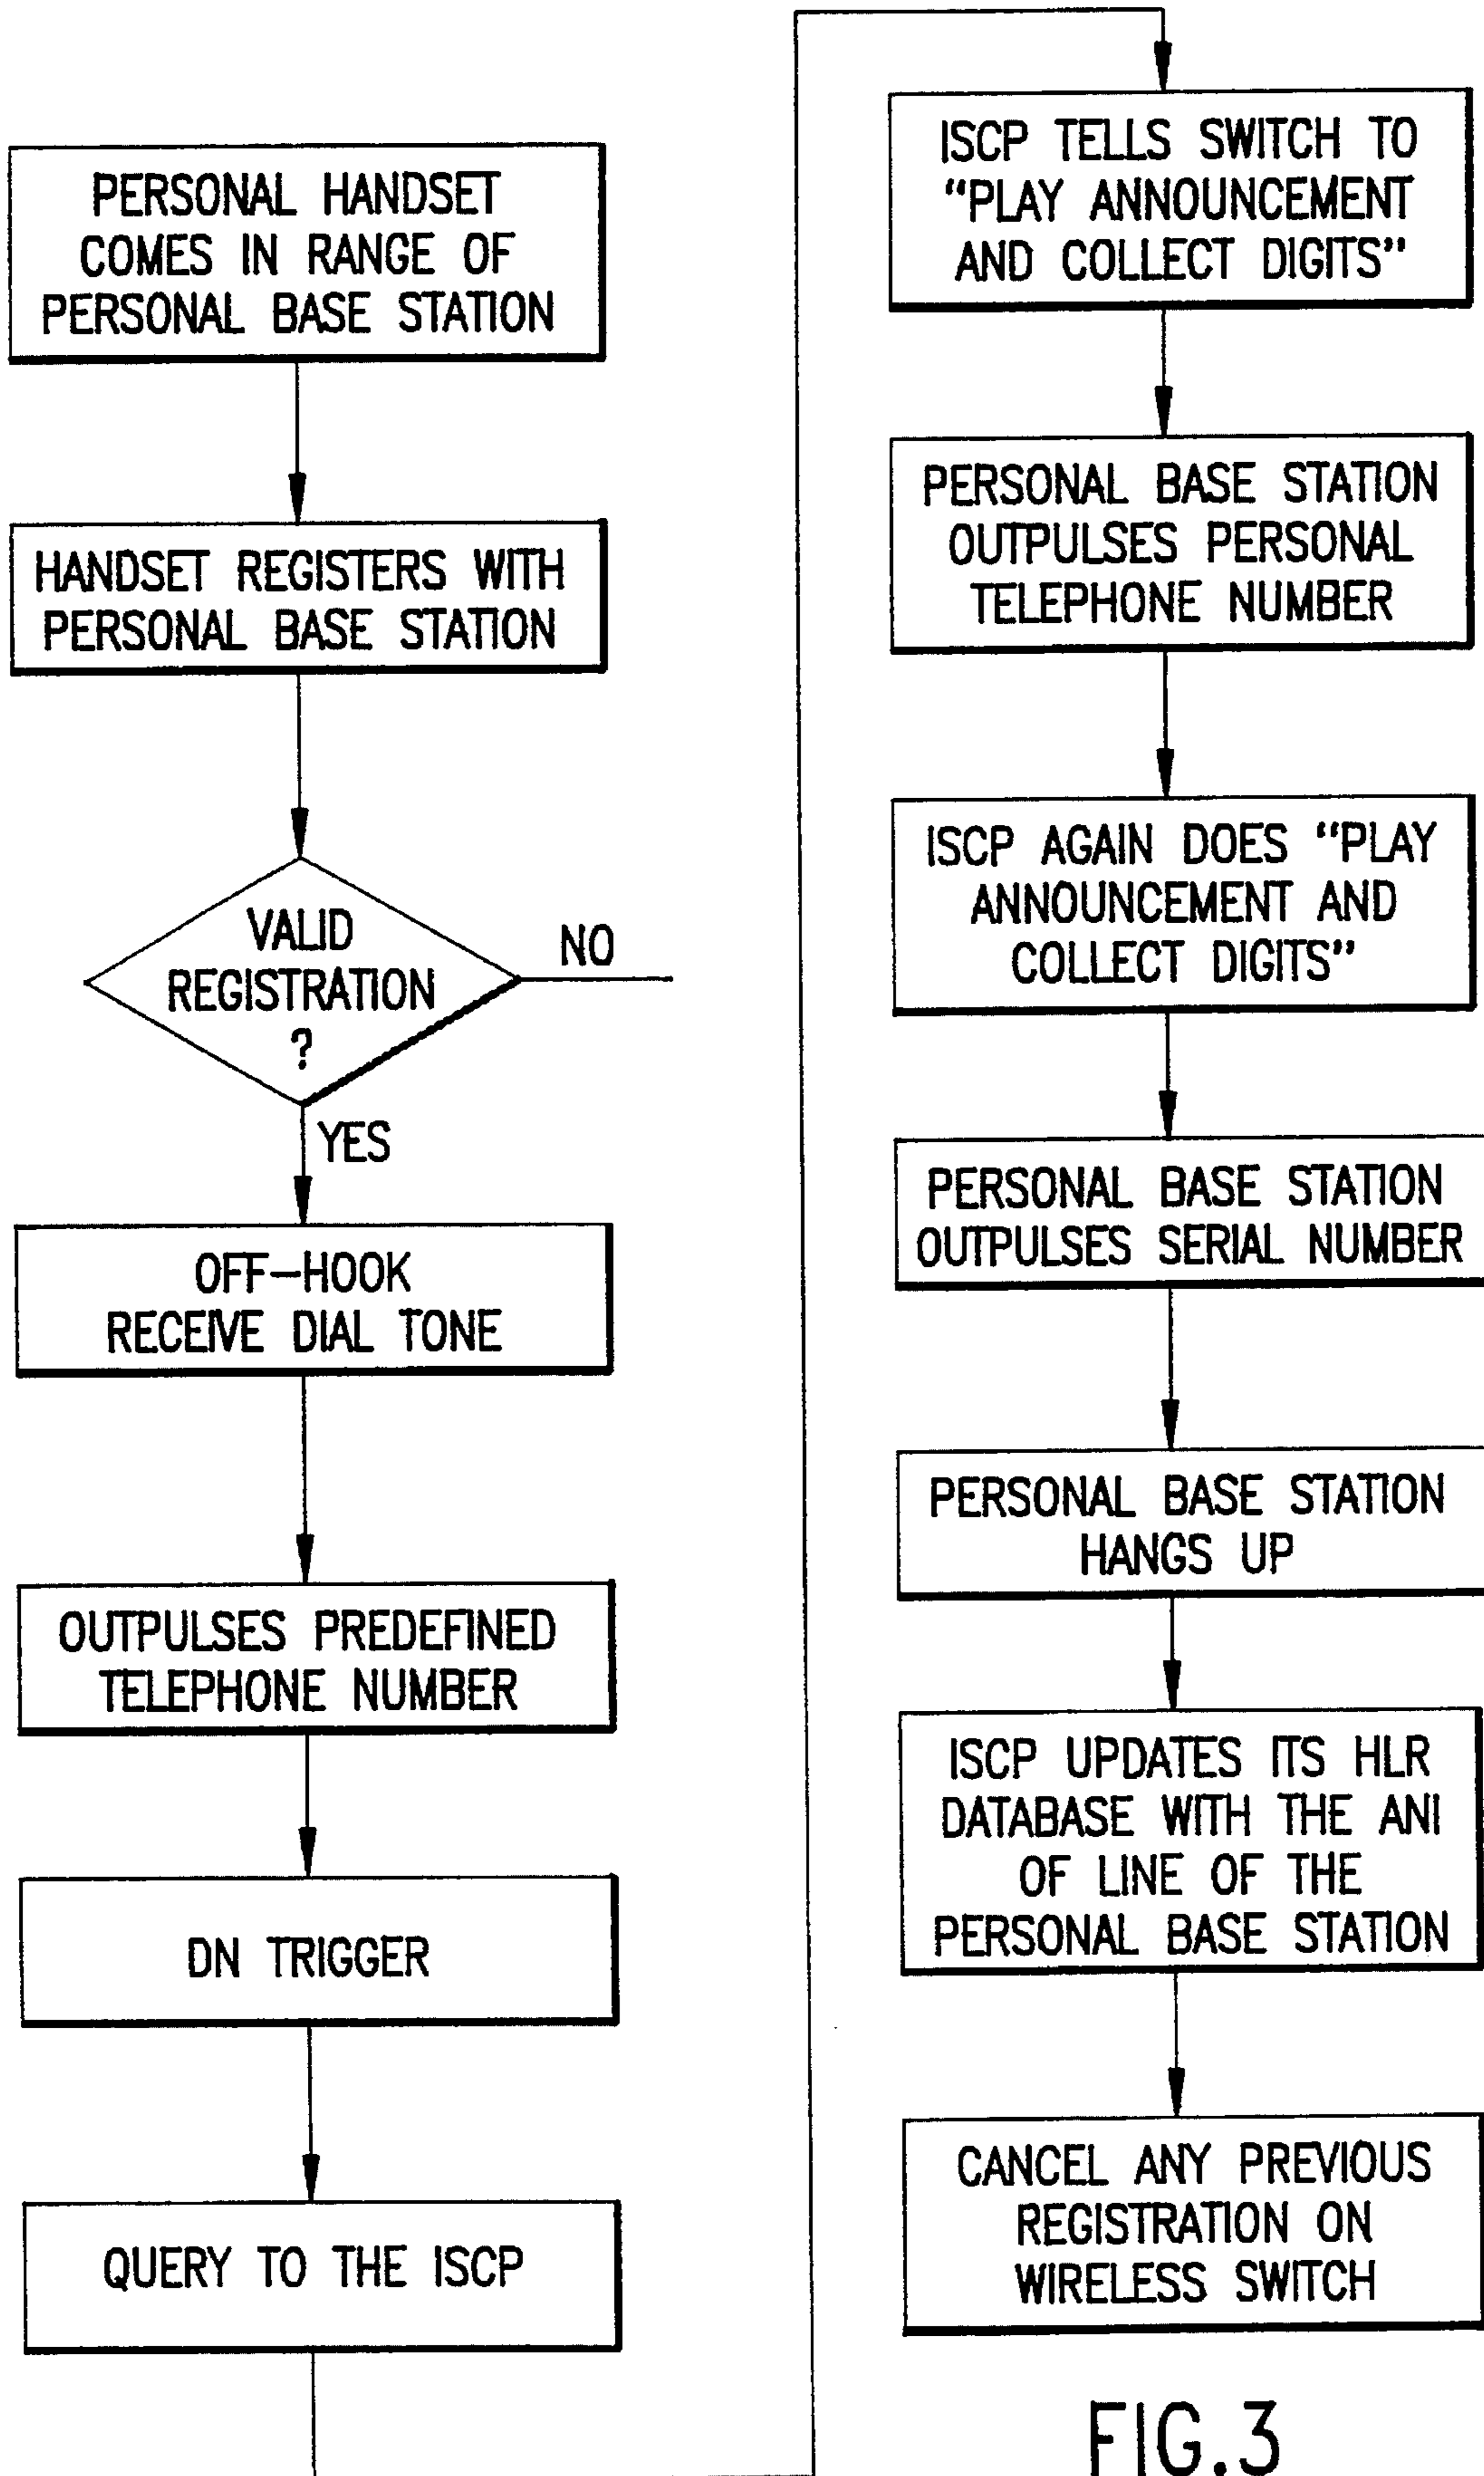 PERSONAL HANDSET
COMES IN RANGE OF
PERSONAL BASE STATION
HANDSET REGISTERS WITH
PERSONAL BASE STATION
VALID
REGISTRATION
?
NO
YES
OFF-HOOK
RECEIVE DIAL TONE
OUTPULSES PREDEFINED
TELEPHONE NUMBER
DN TRIGGER
QUERY TO THE ISCP
ISCP TELLS SWITCH TO
"PLAY ANNOUNCEMENT
AND COLLECT DIGITS"
PERSONAL BASE STATION
OUTPULSES PERSONAL
TELEPHONE NUMBER
ISCP AGAIN DOES "PLAY
ANNOUNCEMENT AND
COLLECT DIGITS"
PERSONAL BASE STATION
OUTPULSES SERIAL NUMBER
PERSONAL BASE STATION
HANGS UP
ISCP UPDATES ITS HLR
DATABASE WITH THE ANI
OF LINE OF THE
PERSONAL BASE STATION
CANCEL ANY PREVIOUS
REGISTRATION ON
WIRELESS SWITCH
FIG.3